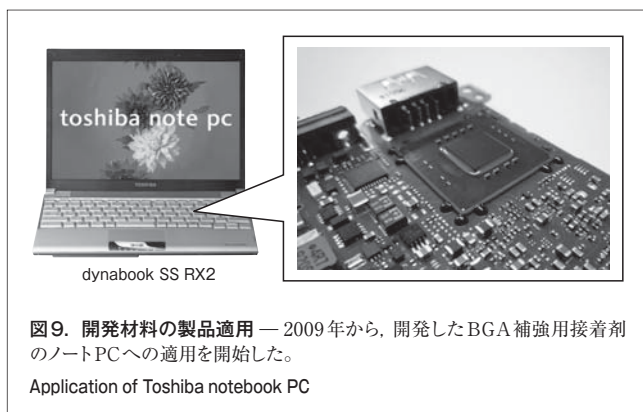 toshiba note pc
TOSHIBA
dynabook SS RX2
図9. 開発材料の製品適用 — 2009年から，開発したBGA補強用接着剤
のノートPCへの適用を開始した。
Application of Toshiba notebook PC